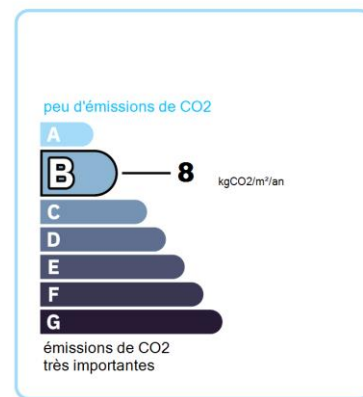 peu d'émissions de CO2
A
B 8 kgCO2/m²/an
C
D
E
F
G
émissions de CO2
très importantes